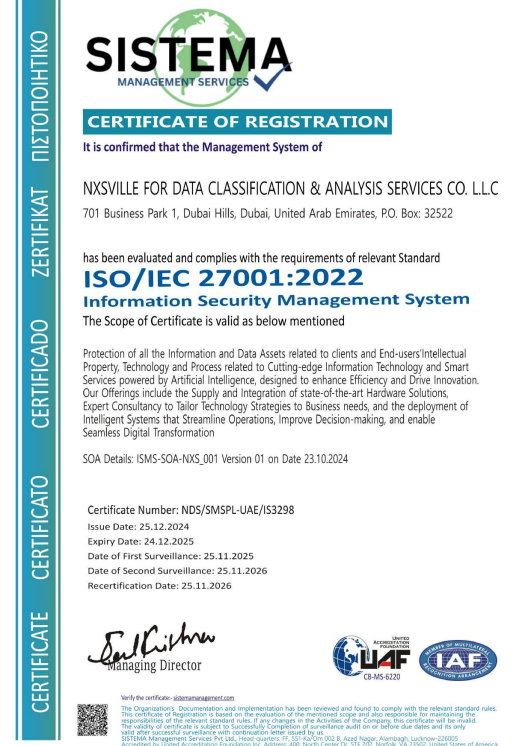 SISTEMA
MANAGEMENT SERVICES
CERTIFICATE OF REGISTRATION
It is confirmed that the Management System of
NXSVILLE FOR DATA CLASSIFICATION & ANALYSIS SERVICES CO. L.L.C
701 Business Park 1, Dubai Hills, Dubai, United Arab Emirates, P.O. Box: 32522
has been evaluated and complies with the requirements of relevant Standard
ISO/IEC 27001:2022
Information Security Management System
The Scope of Certificate is valid as below mentioned
Protection of all the Information and Data Assets related to clients and End-users'Intellectual
Property, Technology and Process related to Cutting-edge Information Technology and Smart
Services powered by Artificial Intelligence, designed to enhance Efficiency and Drive Innovation.
Our Offerings include the Supply and Integration of state-of-the-art Hardware Solutions,
Expert Consultancy to Tailor Technology Strategies to Business needs, and the deployment of
Intelligent Systems that Streamline Operations, Improve Decision-making, and enable
Seamless Digital Transformation
SOA Details: ISMS-SOA-NXS_001 Version 01 on Date 23.10.2024
Certificate Number: NDS/SMSPL-UAE/IS3298
Issue Date: 25.12.2024
Expiry Date: 24.12.2025
Date of First Surveillance: 25.11.2025
Date of Second Surveillance: 25.11.2026
Recertification Date: 25.11.2026
Managing Director
UNITED
ACCREDITATION
FOUNDATION
UAF
CB-MS-6220
MEMBER OF MULTILATERAL
IAF
RECOGNITION ARRANGEMENT
Verify the certificate:- sistemamanagement.com
The Organization's Documentation and Implementation has been reviewed and found to comply with the relevant standard rules.
This certificate of Registration is based on the evaluation of the mentioned scope and also responsible for maintaining the
responsibilities of the relevant standard rules. If any changes in the Activities of the Company, this certificate will be invalid.
The validity of certificate is subject to Successfully Completion of surveillance audit on or before due dates and its only
valid after successful surveillance with continuation letter issued by us
SISTEMA Management Services Pvt Ltd., Head-quarters: FF, 551-Ka/Om-002 B, Azad Nagar, Alambagh, Lucknow-226005
Accredited by United Accreditation Foundation Inc. Address: 400, North Center Dr, STE 202, Norfolk, VA 23502, United States of America
CERTIFICATE
CERTIFICATO
CERTIFICADO
ZERTIFIKAT
ΠΙΣΤΟΠΟΙΗΤΙΚΟ